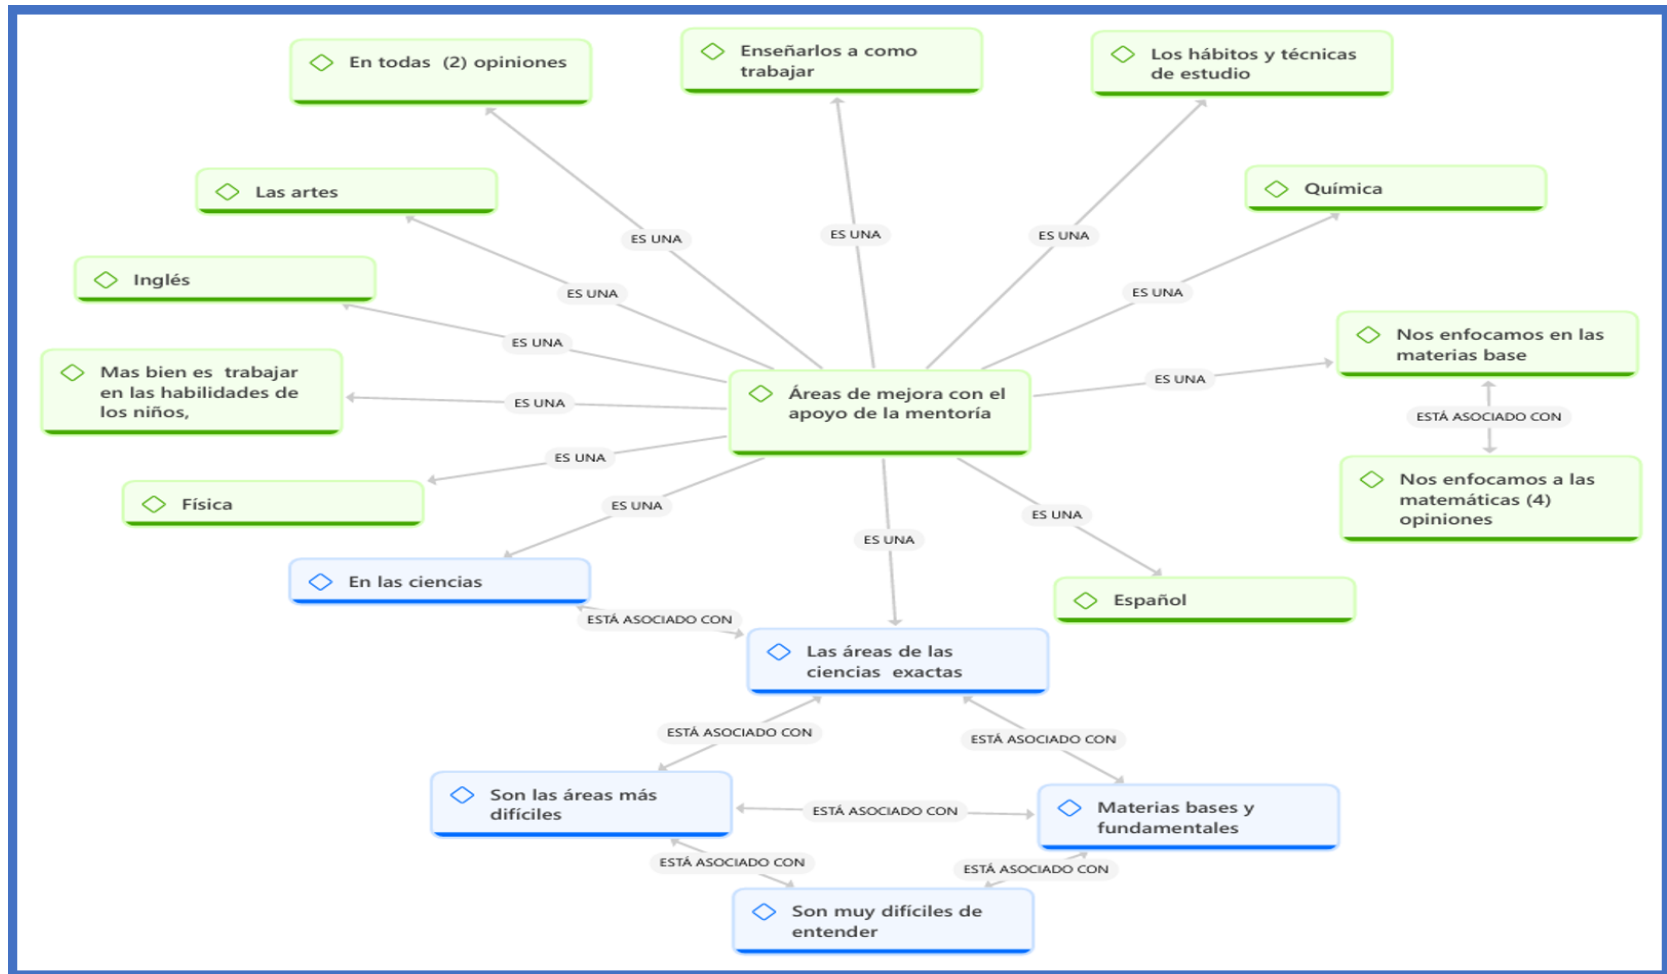 En todas (2) opiniones
Enseñarlos a como
trabajar
Los hábitos y técnicas
de estudio
Las artes
Química
ES UNA
ES UNA
ES UNA
Inglés
ES UNA
ES UNA
Nos enfocamos en las
materias base
ES UNA
Mas bien es trabajar
en las habilidades de
los niños,
ES UNA
Áreas de mejora con el
apoyo de la mentoría
ES UNA
ESTÁ ASOCIADO CON
ES UNA
Física
ES UNA
ES UNA
ES UNA
Nos enfocamos a las
matemáticas (4)
opiniones
En las ciencias
Español
ESTÁ ASOCIADO CON
Las áreas de las
ciencias exactas
ESTÁ ASOCIADO CON
ESTÁ ASOCIADO CON
Son las áreas más
difíciles
ESTÁ ASOCIADO CON
Materias bases y
fundamentales
ESTÁ ASOCIADO CON
ESTÁ ASOCIADO CON
Son muy difíciles de
entender